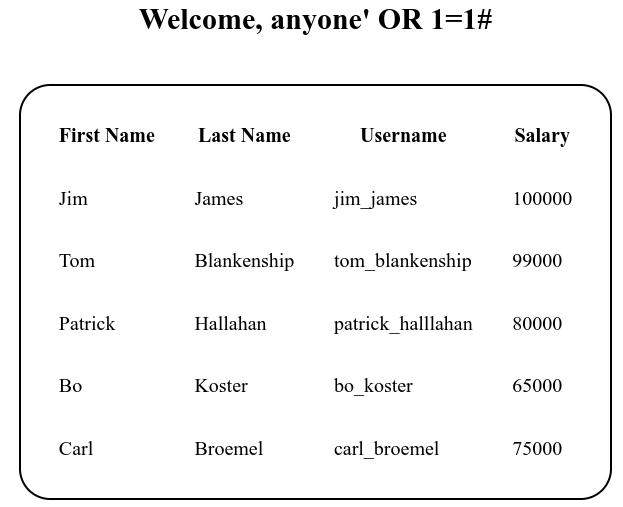 Welcome, anyone' OR 1=1#
First Name Last Name Username Salary
Jim James jim_james 100000
Tom Blankenship tom_blankenship 99000
Patrick Hallahan patrick_halllahan 80000
Bo Koster bo_koster 65000
Carl Broemel carl_broemel 75000